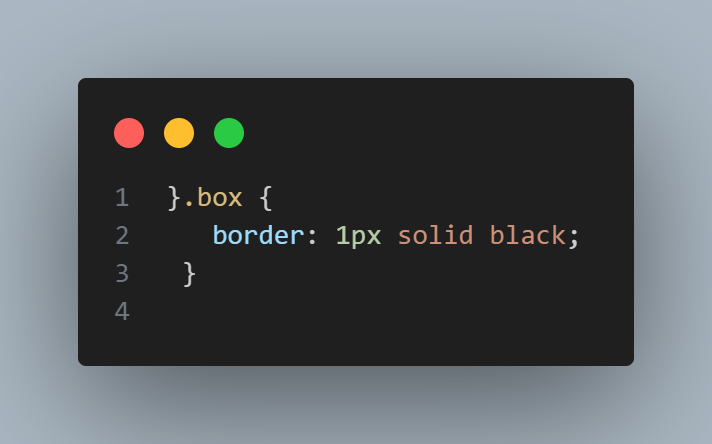 1 }.box {
2    border: 1px solid black;
3  }
4